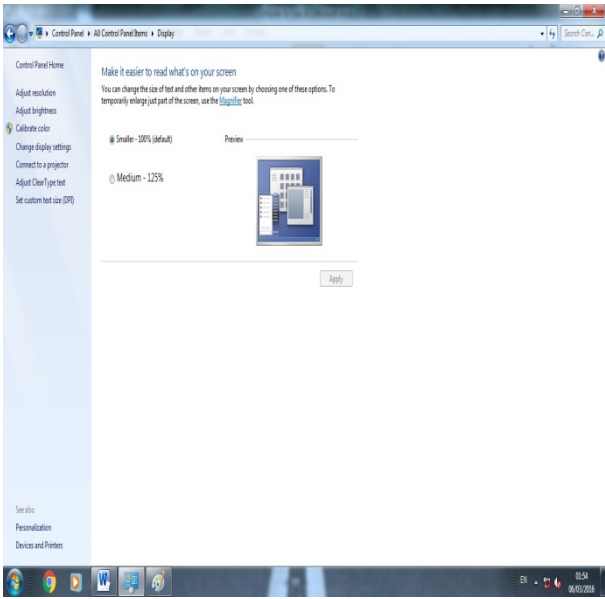 Control Panel ▸ All Control Panel Items ▸ Display
Search Con...
Control Panel Home
Adjust resolution
Adjust brightness
Calibrate color
Change display settings
Connect to a projector
Adjust ClearType text
Set custom text size (DPI)
See also
Personalization
Devices and Printers
Make it easier to read what's on your screen
You can change the size of text and other items on your screen by choosing one of these options. To
temporarily enlarge just part of the screen, use the Magnifier tool.
Smaller - 100% (default)
Preview
Medium - 125%
Apply
W
EN
01:54
06/03/2016